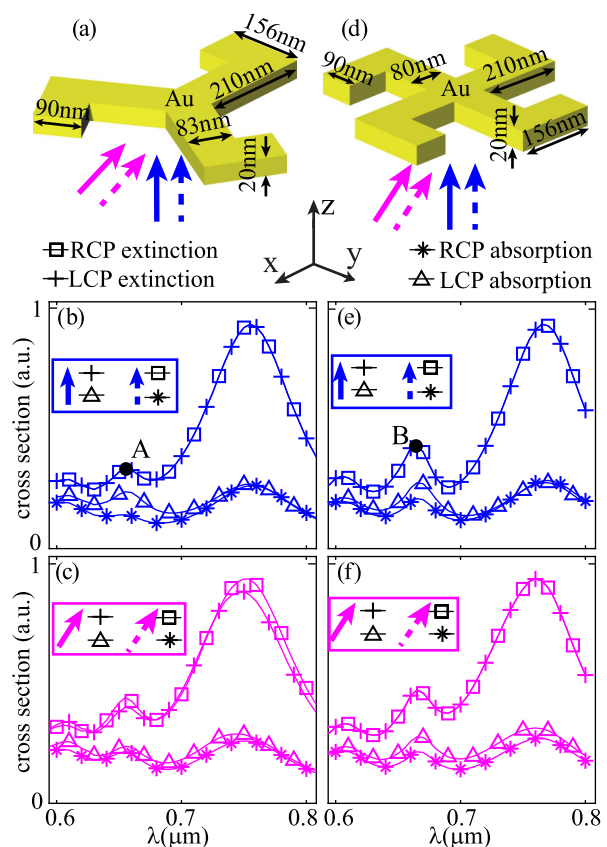 (a)
156nm
90nm
Au
210nm
83nm
20nm
(d)
90nm
80nm
210nm
Au
20nm
156nm
z
x
y
RCP extinction
LCP extinction
RCP absorption
LCP absorption
1
(b)
A
cross section (a.u.)
0
(e)
B
1
(c)
cross section (a.u.)
0
0.6
0.7
0.8
λ(μm)
(f)
0.6
0.7
0.8
λ(μm)